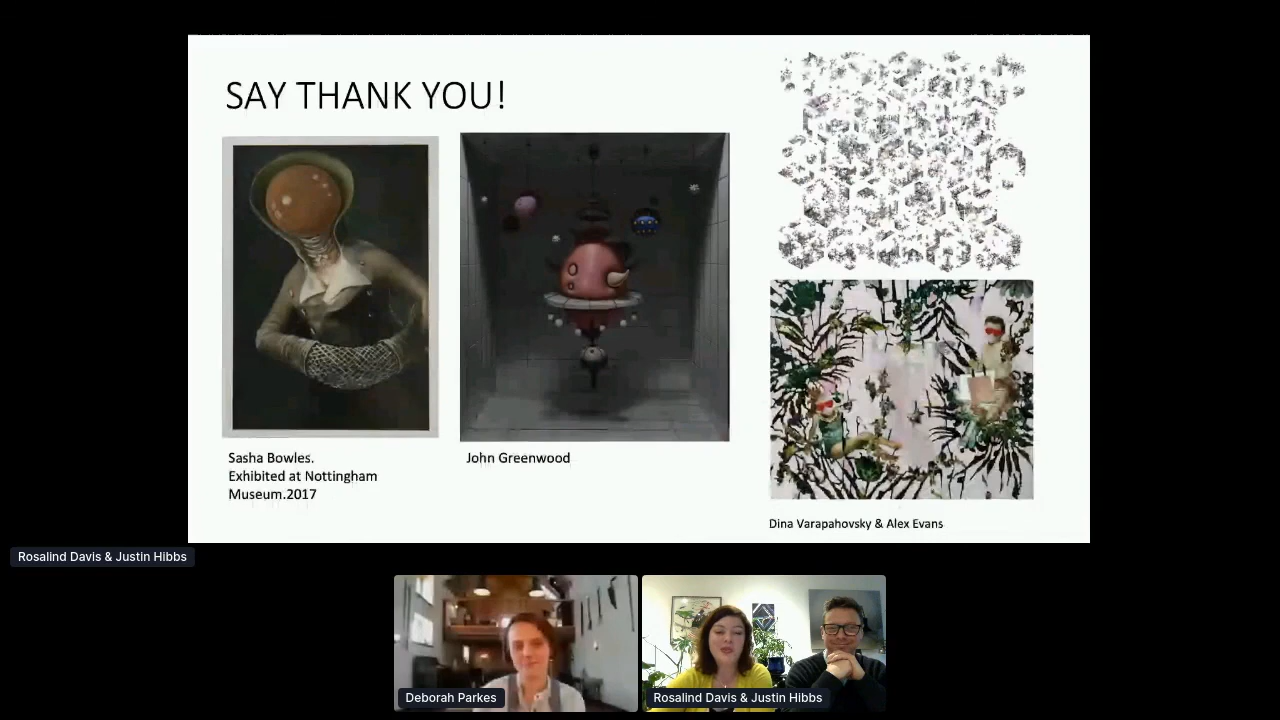 SAY THANK YOU!
Sasha Bowles.
Exhibited at Nottingham
Museum.2017
John Greenwood
Dina Varapahovsky & Alex Evans
Rosalind Davis & Justin Hibbs
Deborah Parkes
Rosalind Davis & Justin Hibbs